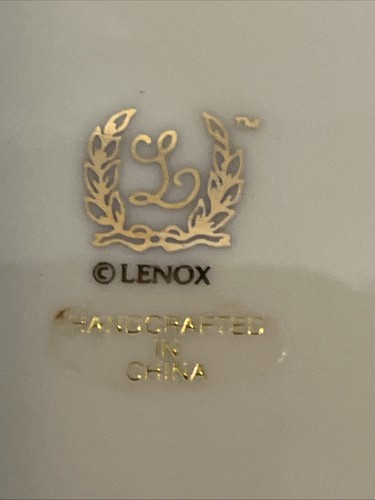 L
© LENOX
HANDCRAFTED
IN
CHINA